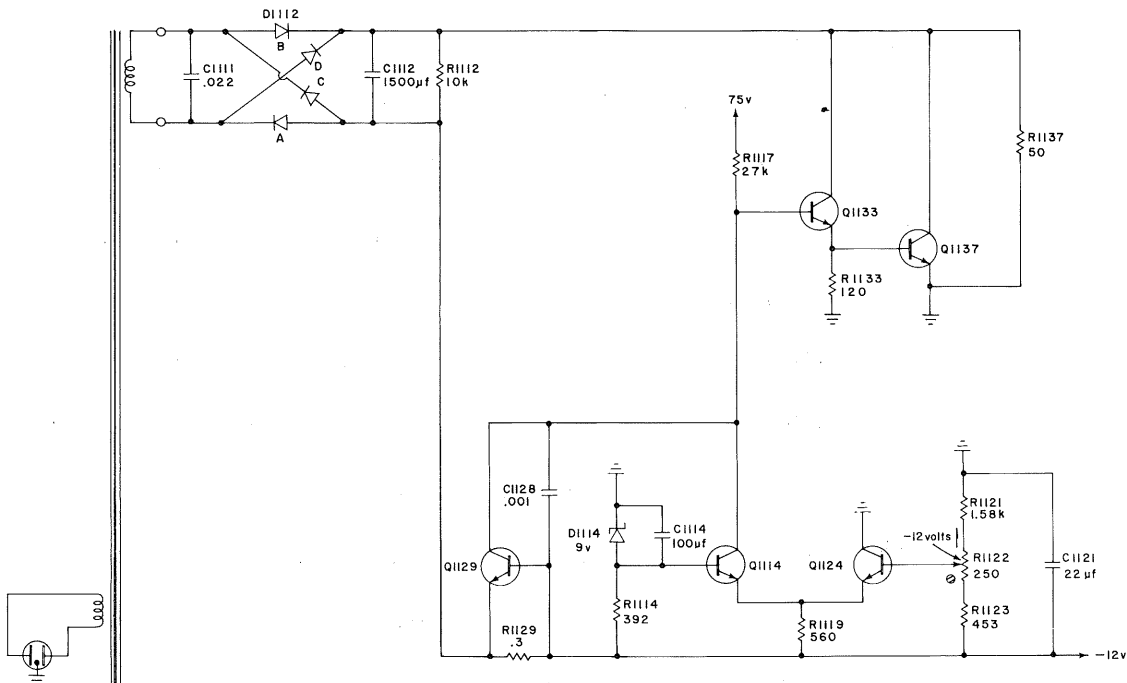 D1112
B
C1111
.022
D
C
A
C1112
1500µf
R1112
10k
75v
R1117
27k
R1137
50
Q1133
Q1137
R1133
120
C1128
.001
D1114
9v
C1114
100µf
Q1129
Q1114
Q1124
R1121
1.58k
-12volts
R1122
250
C1121
22µf
R1114
392
R1119
560
R1123
453
R1129
.3
-12v